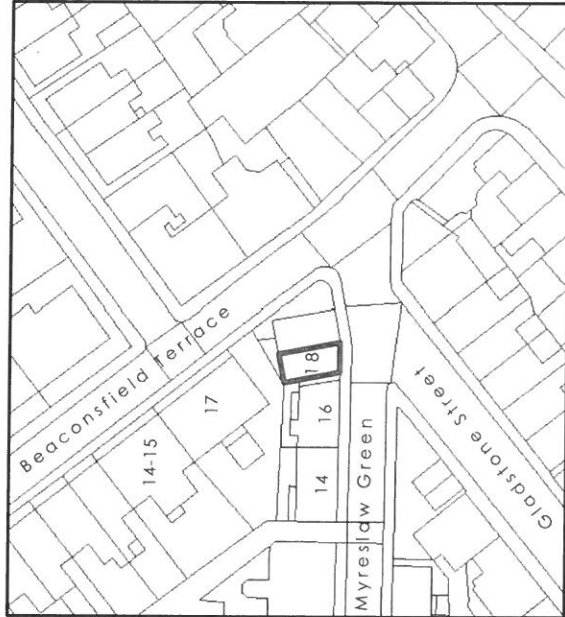 Beaconsfield Terrace
14-15
17
18
16
14
Myreslaw Green
Gladstone Street